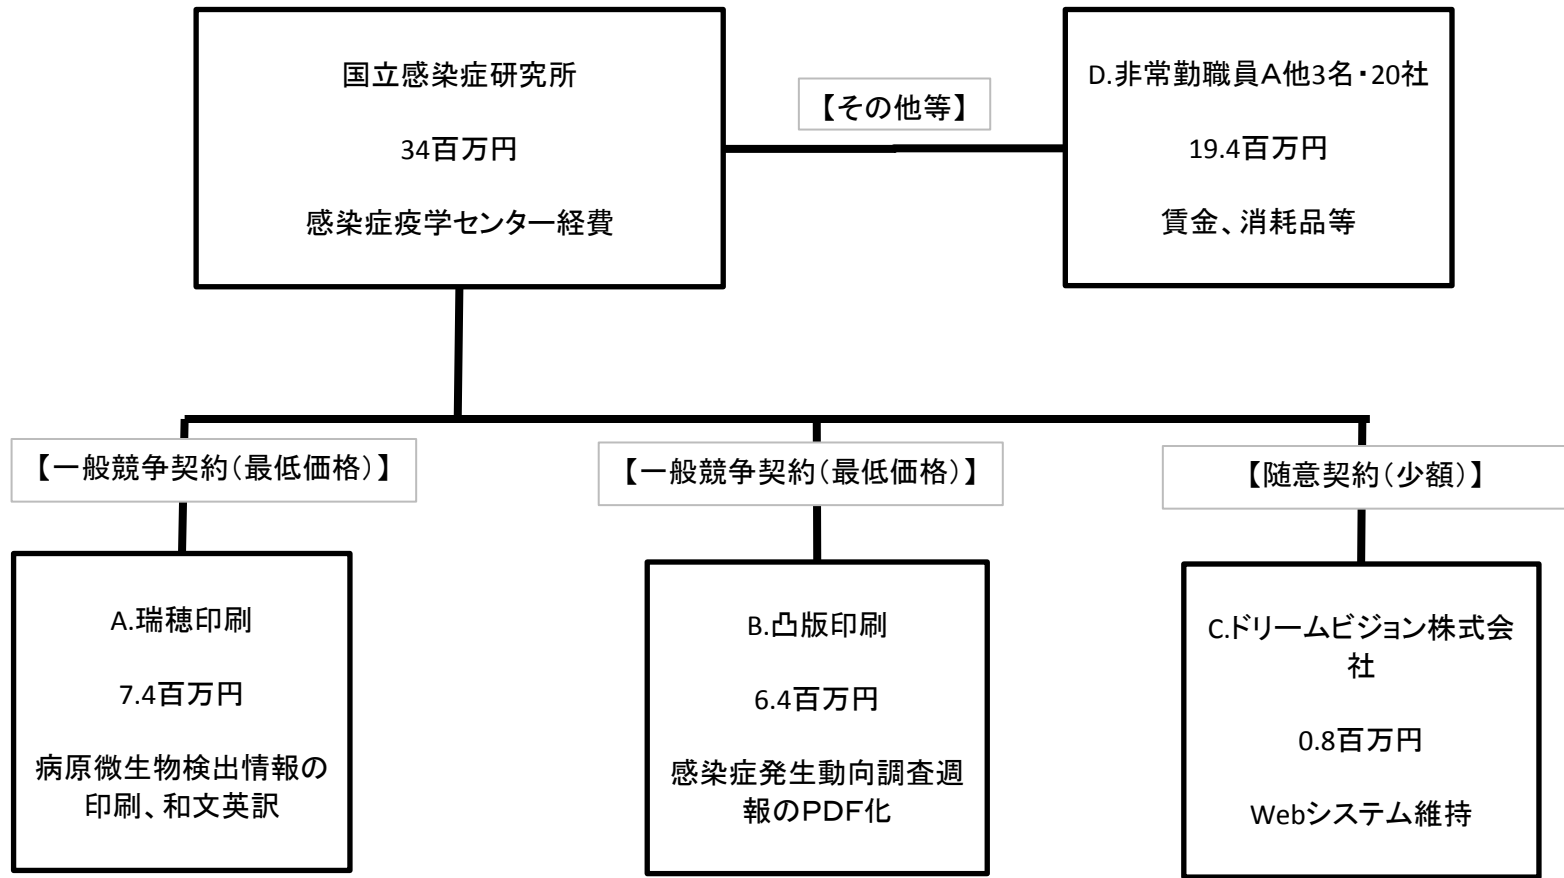 国立感染症研究所
34百万円
感染症疫学センター経費
【その他等】
D.非常勤職員A他3名・20社
19.4百万円
賃金、消耗品等
【一般競争契約(最低価格)】
【一般競争契約(最低価格)】
【随意契約(少額)】
A.瑞穂印刷
7.4百万円
病原微生物検出情報の
印刷、和文英訳
B.凸版印刷
6.4百万円
感染症発生動向調査週
報のPDF化
C.ドリームビジョン株式会
社
0.8百万円
Webシステム維持